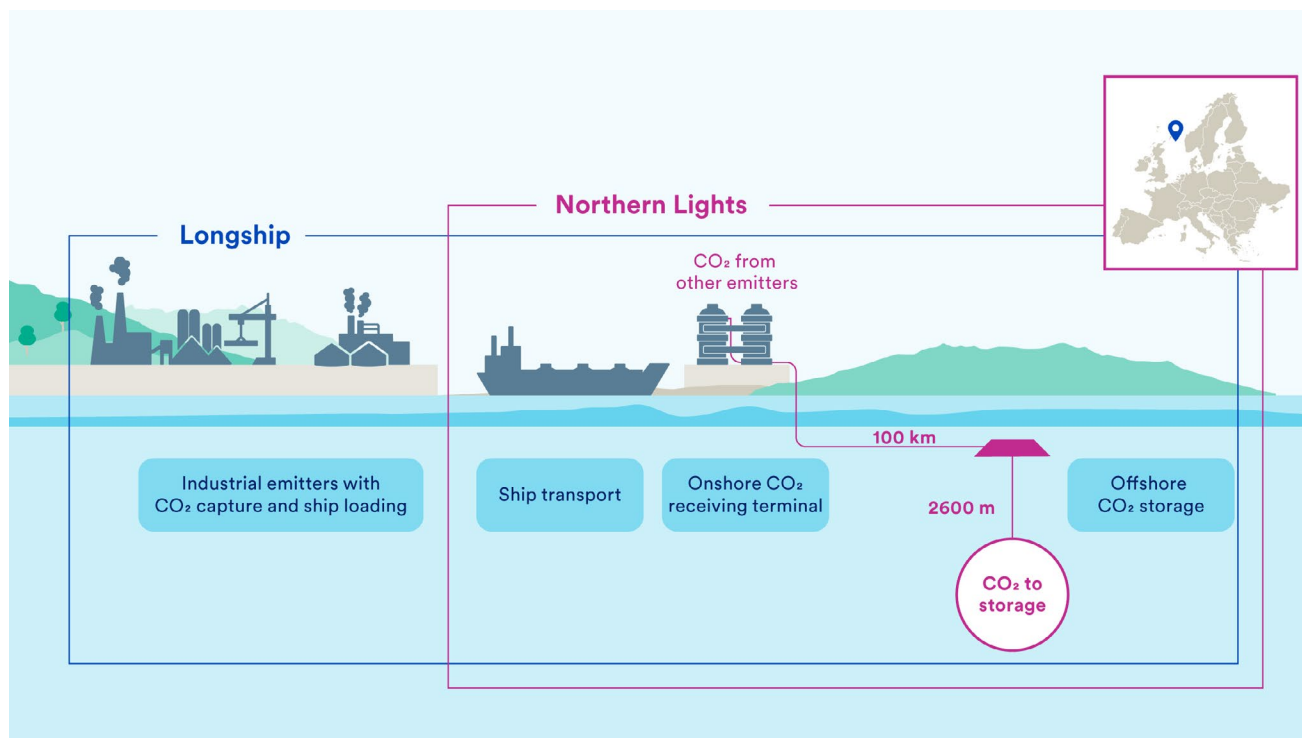 Northern Lights
Longship
CO₂ from
other emitters
100 km
Industrial emitters with
CO₂ capture and ship loading
Ship transport
Onshore CO₂
receiving terminal
2600 m
Offshore
CO₂ storage
CO₂ to
storage